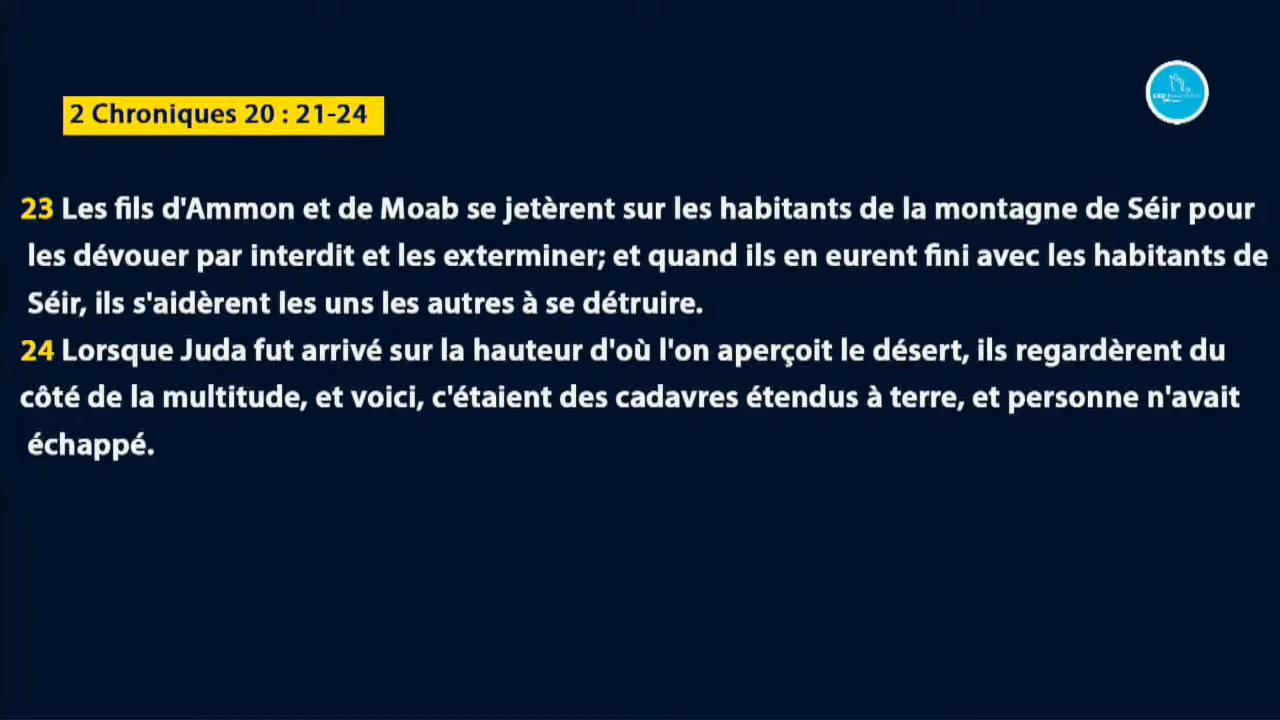 2 Chroniques 20 : 21-24
23 Les fils d'Ammon et de Moab se jetèrent sur les habitants de la montagne de Séir pour
les dévouer par interdit et les exterminer; et quand ils en eurent fini avec les habitants de
Séir, ils s'aidèrent les uns les autres à se détruire.
24 Lorsque Juda fut arrivé sur la hauteur d'où l'on aperçoit le désert, ils regardèrent du
côté de la multitude, et voici, c'étaient des cadavres étendus à terre, et personne n'avait
échappé.